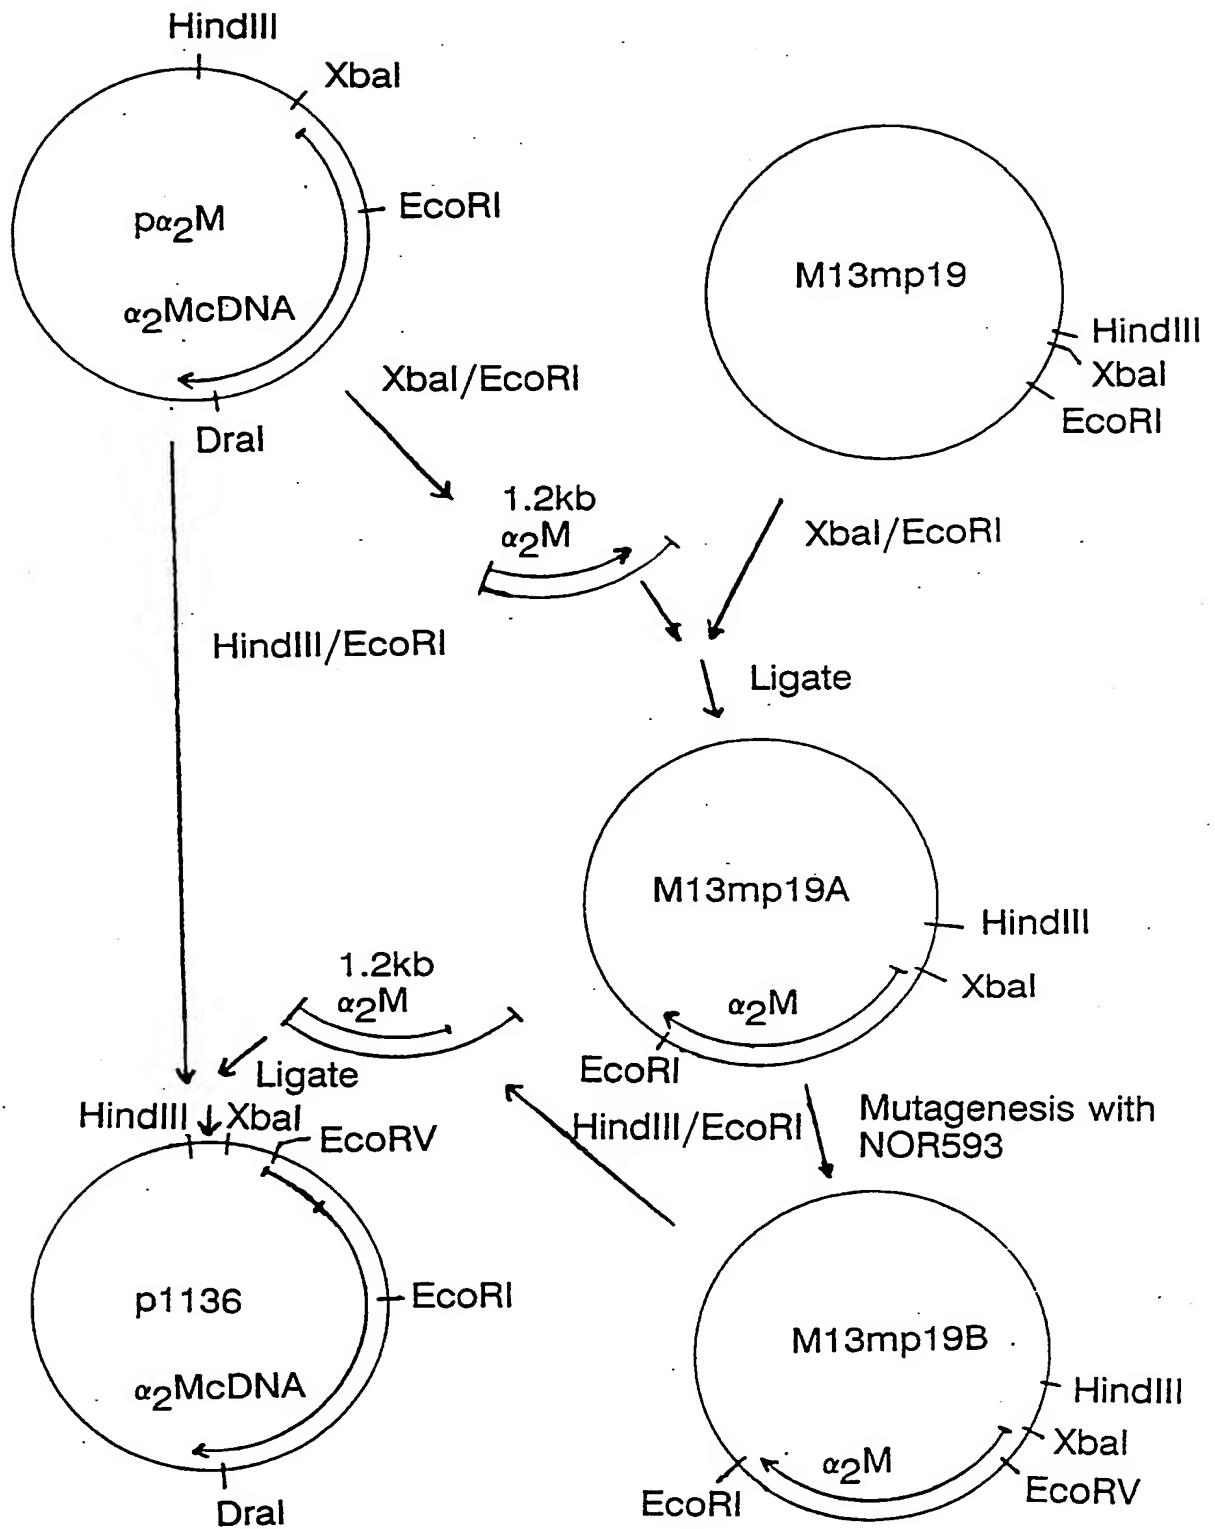 HindIII
XbaI
EcoRI
pα2M
α2McDNA
DraI
M13mp19
HindIII
XbaI
EcoRI
XbaI/EcoRI
1.2kb
α2M
XbaI/EcoRI
HindIII/EcoRI
Ligate
M13mp19A
HindIII
XbaI
α2M
EcoRI
1.2kb
α2M
Ligate
HindIII/EcoRI
Mutagenesis with
NOR593
HindIII
XbaI
EcoRV
EcoRI
p1136
α2McDNA
DraI
M13mp19B
HindIII
XbaI
EcoRV
α2M
EcoRI